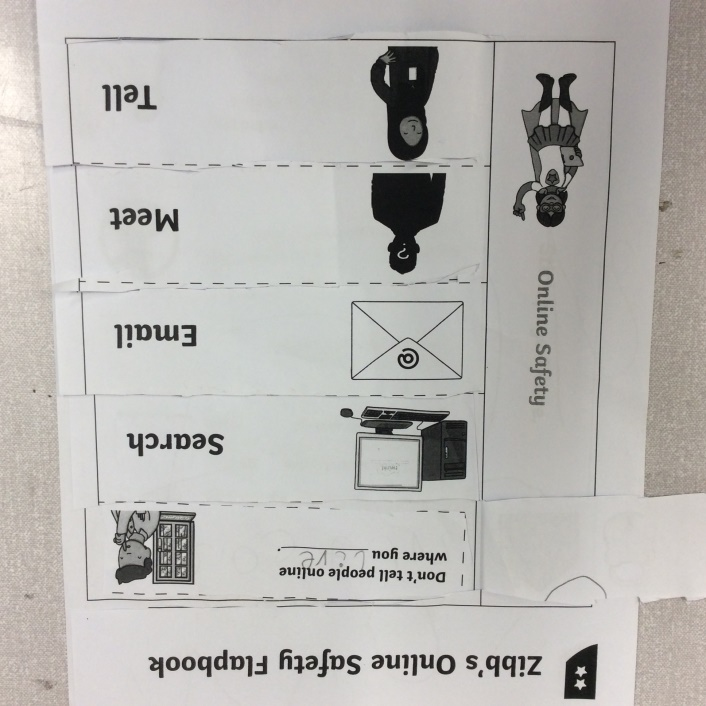 Zibb's Online Safety Flapbook
Don't tell people online
where you live.
Search
Email
@
Meet
?
Tell
Online Safety